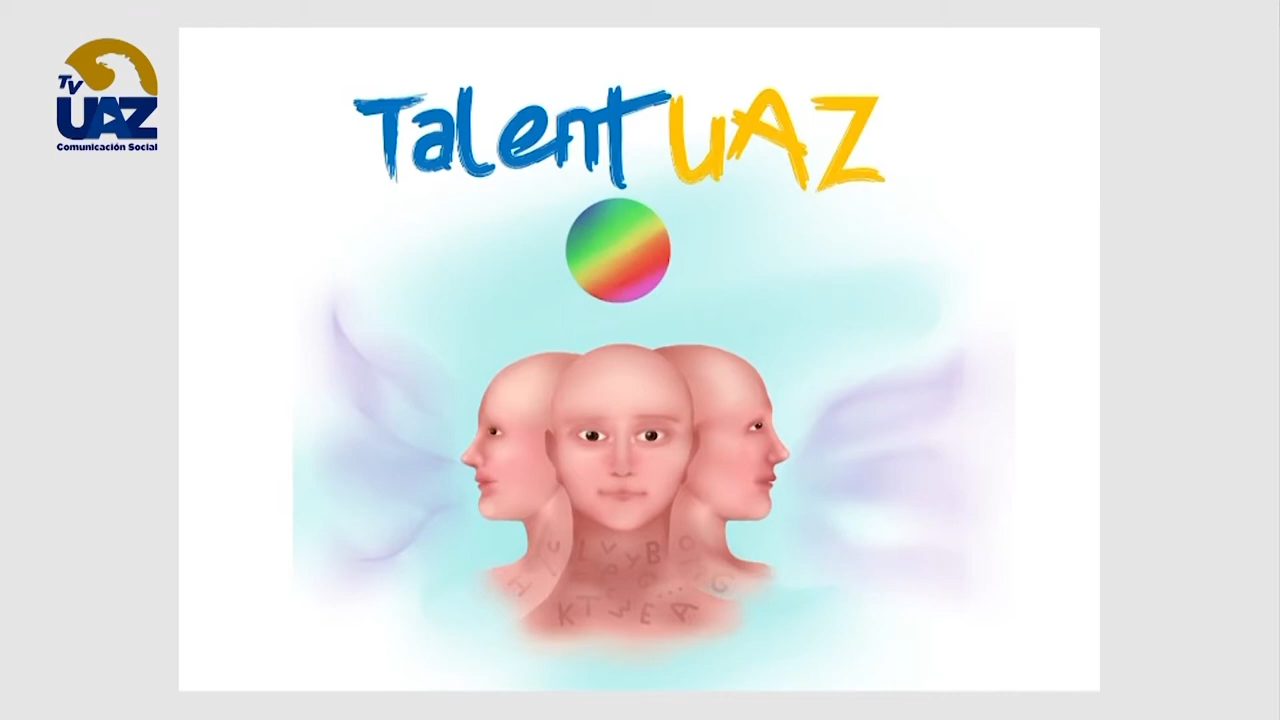 TV
UAZ
Comunicación Social
Talent UAZ
U L V B O
H Y
K T W E A